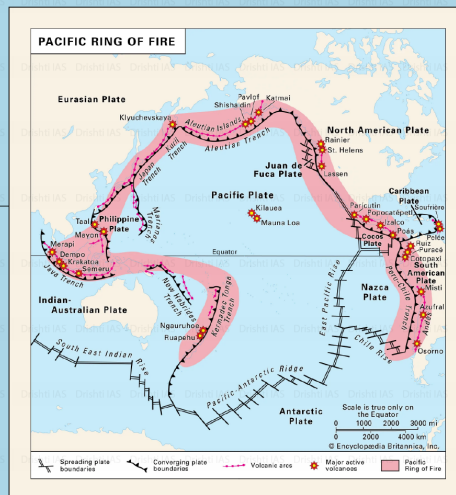 PACIFIC RING OF FIRE
Eurasian Plate
Pavlof
Katmai
Shishaldin
Klyuchevskaya
Aleutian Islands
Aleutian Trench
North American Plate
Rainier
St. Helens
Kuril
Trench
Japan
Trench
Juan de
Fuca Plate
Lassen
Pacific Plate
Caribbean
Plate
Marianas
Trench
Kilauea
Mauna Loa
Paricutin
Popocatépetl
Soufrière
Taal
Philippine
Plate
Mayon
Izalco
Poás
Pelée
Cocos
Plate
Ruiz
Puracé
Cotopaxi
Merapi
Dempo
Krakatoa
Semeru
Java Trench
Equator
South
American
Plate
Misti
Nazca
Plate
Peru-Chile
Trench
Andes
Azufral
Indian-
Australian Plate
New Hebrides
Trench
Kermadec-Tonga
Trench
Ngauruhoe
Ruapehu
East Pacific Rise
Chile Rise
Osorno
South East Indian
Rise
Pacific-Antarctic Ridge
Antarctic
Plate
Scale is true only on
the Equator
0 1000 2000 3000 mi
0 2000 4000 km
© Encyclopædia Britannica, Inc.
Spreading plate
boundaries
Converging plate
boundaries
Volcanic arcs
Major active
volcanoes
Pacific
Ring of Fire